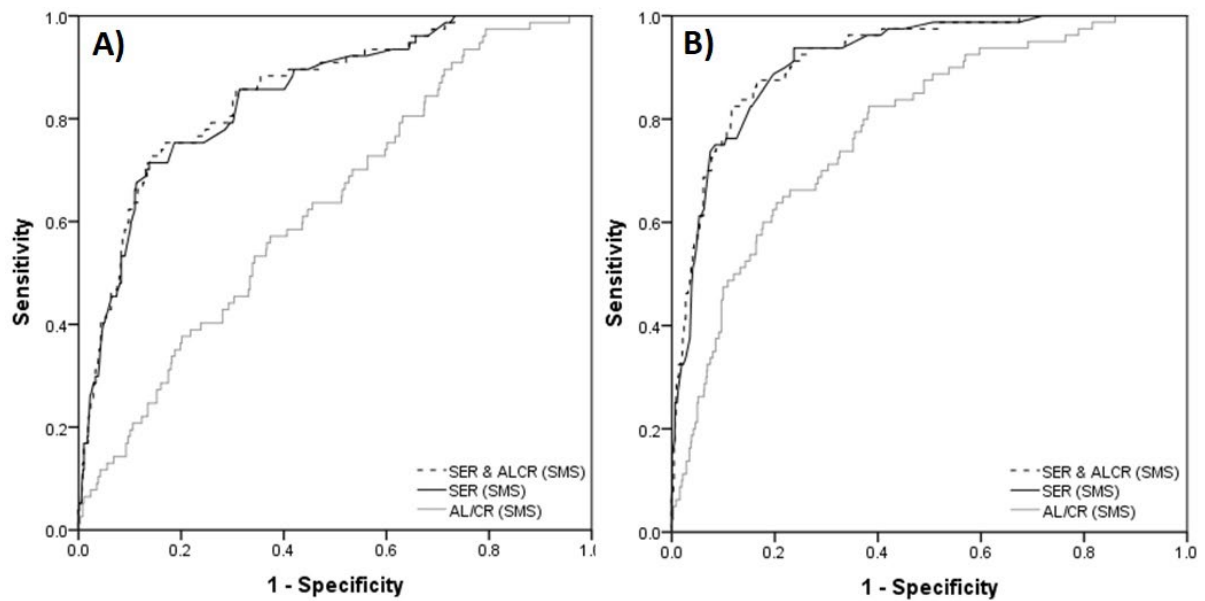 A)
Sensitivity
1.0
0.8
0.6
0.4
0.2
0.0
0.0 0.2 0.4 0.6 0.8 1.0
1 - Specificity
SER & ALCR (SMS)
SER (SMS)
AL/CR (SMS)
B)
Sensitivity
1.0
0.8
0.6
0.4
0.2
0.0
0.0 0.2 0.4 0.6 0.8 1.0
1 - Specificity
SER & ALCR (SMS)
SER (SMS)
AL/CR (SMS)